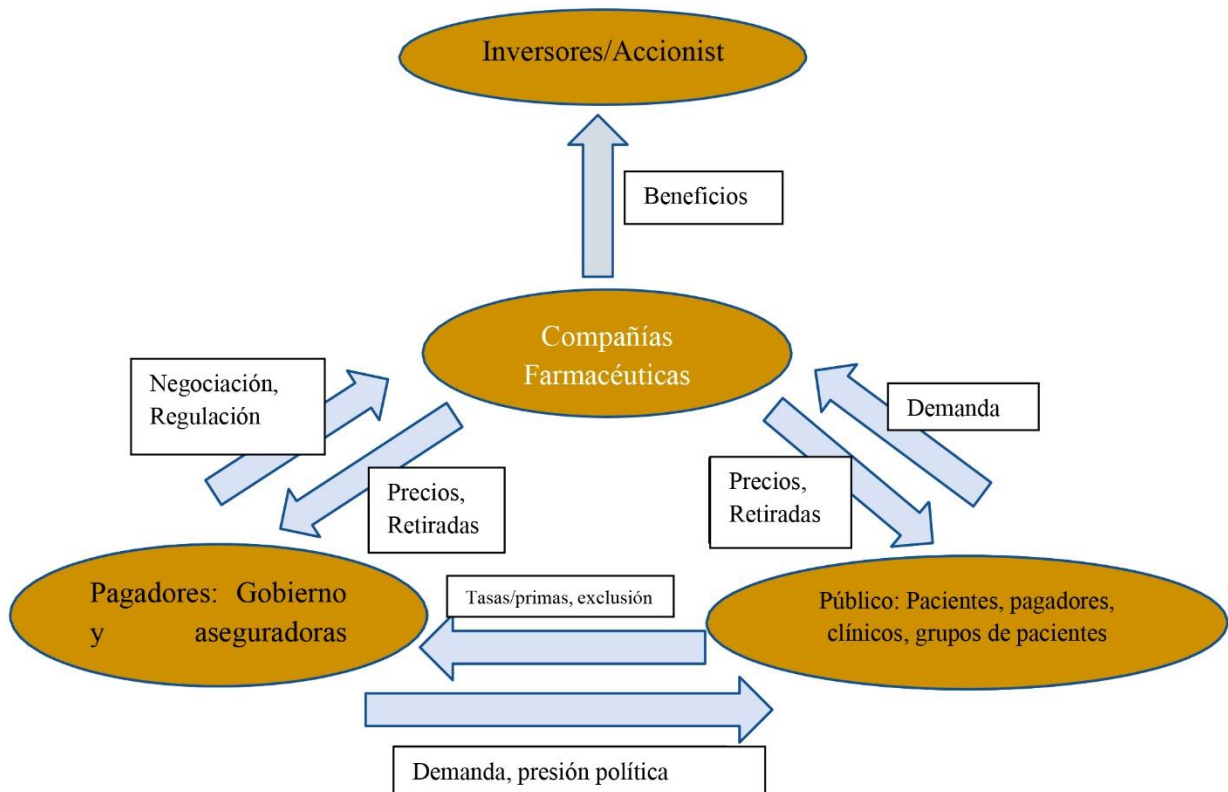 Inversores/Accionist
Beneficios
Compañías
Farmacéuticas
Negociación,
Regulación
Demanda
Precios,
Retiradas
Precios,
Retiradas
Pagadores: Gobierno
y aseguradoras
Tasas/primas, exclusión
Público: Pacientes, pagadores,
clínicos, grupos de pacientes
Demanda, presión política